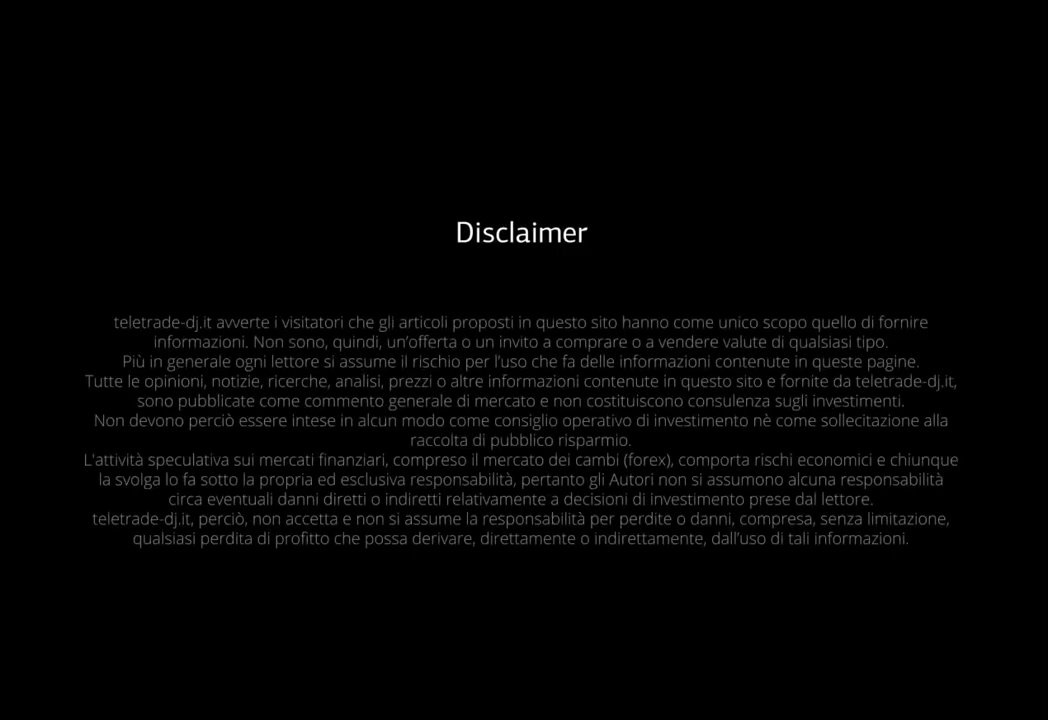 Disclaimer
teletrade-dj.it avverte i visitatori che gli articoli proposti in questo sito hanno come unico scopo quello di fornire
informazioni. Non sono, quindi, un'offerta o un invito a comprare o a vendere valute di qualsiasi tipo.
Più in generale ogni lettore si assume il rischio per l'uso che fa delle informazioni contenute in queste pagine.
Tutte le opinioni, notizie, ricerche, analisi, prezzi o altre informazioni contenute in questo sito e fornite da teletrade-dj.it,
sono pubblicate come commento generale di mercato e non costituiscono consulenza sugli investimenti.
Non devono perciò essere intese in alcun modo come consiglio operativo di investimento nè come sollecitazione alla
raccolta di pubblico risparmio.
L'attività speculativa sui mercati finanziari, compreso il mercato dei cambi (forex), comporta rischi economici e chiunque
la svolga lo fa sotto la propria ed esclusiva responsabilità, pertanto gli Autori non si assumono alcuna responsabilità
circa eventuali danni diretti o indiretti relativamente a decisioni di investimento prese dal lettore.
teletrade-dj.it, perciò, non accetta e non si assume la responsabilità per perdite o danni, compresa, senza limitazione,
qualsiasi perdita di profitto che possa derivare, direttamente o indirettamente, dall'uso di tali informazioni.